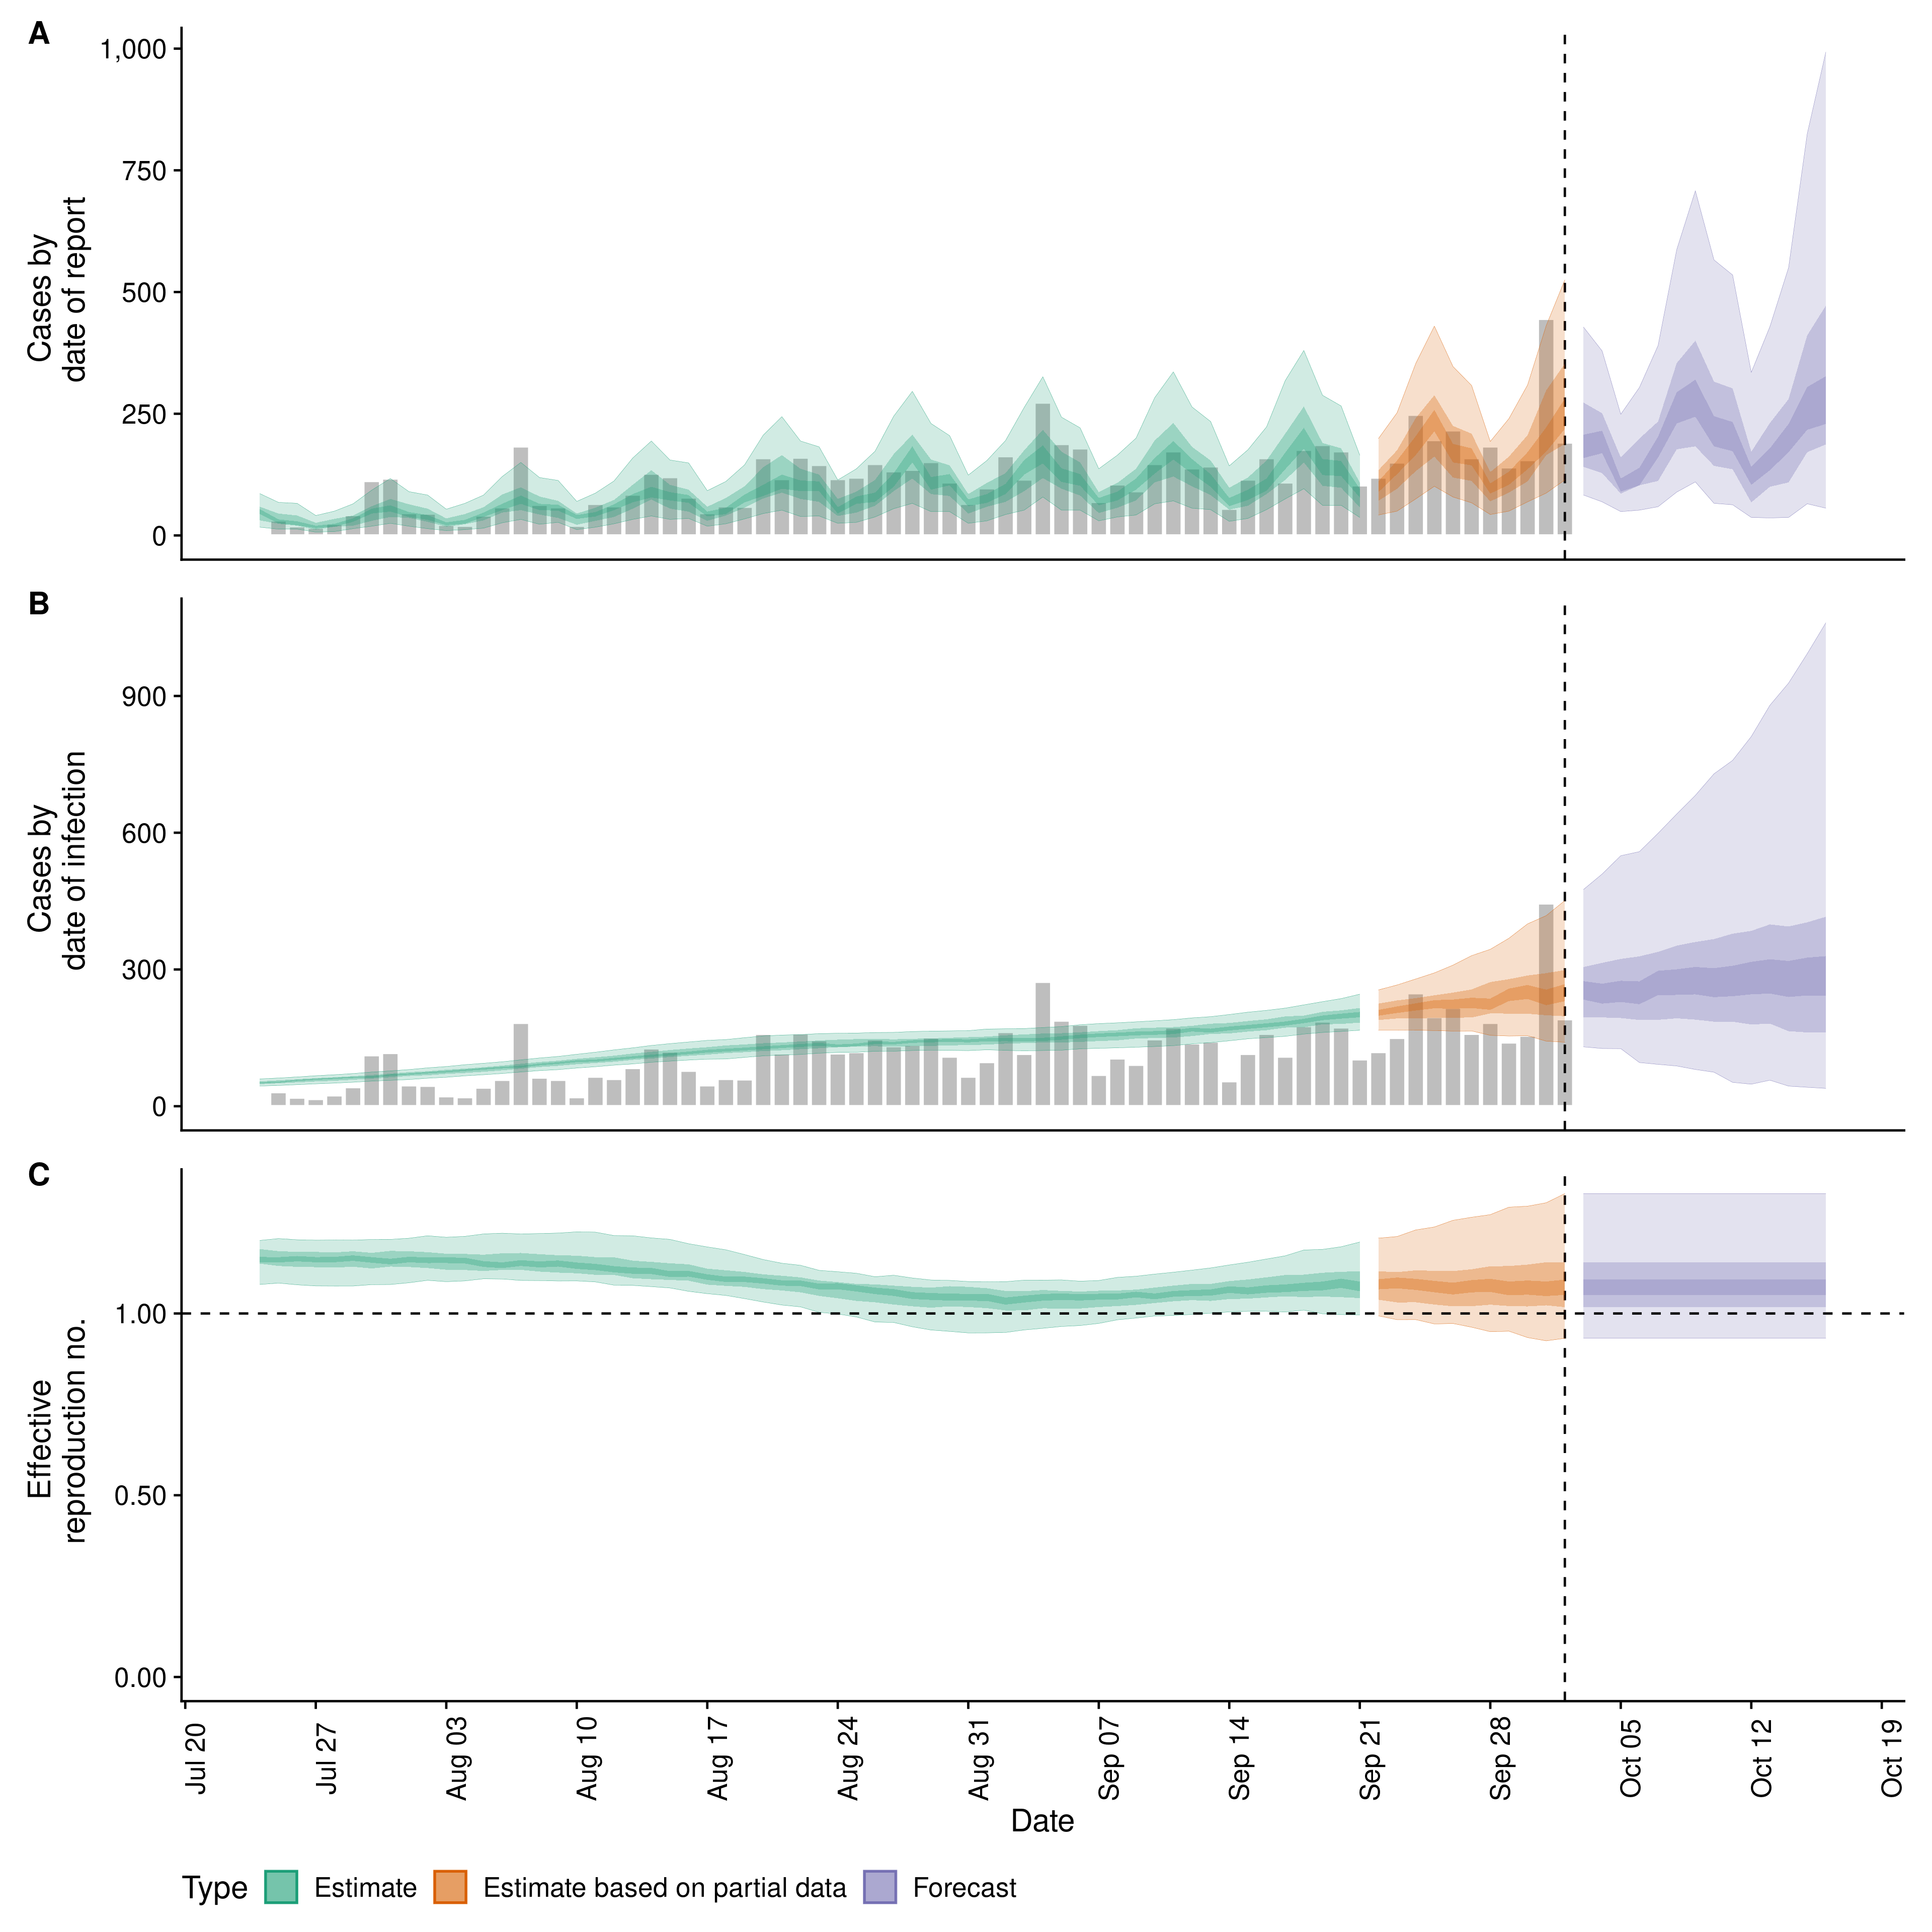 A
1,000
750
500
250
0
Cases by
date of report
B
900
600
300
0
Cases by
date of infection
C
1.00
0.50
0.00
Effective
reproduction no.
Jul 20
Jul 27
Aug 03
Aug 10
Aug 17
Aug 24
Aug 31
Sep 07
Sep 14
Sep 21
Sep 28
Oct 05
Oct 12
Oct 19
Date
Type Estimate Estimate based on partial data Forecast